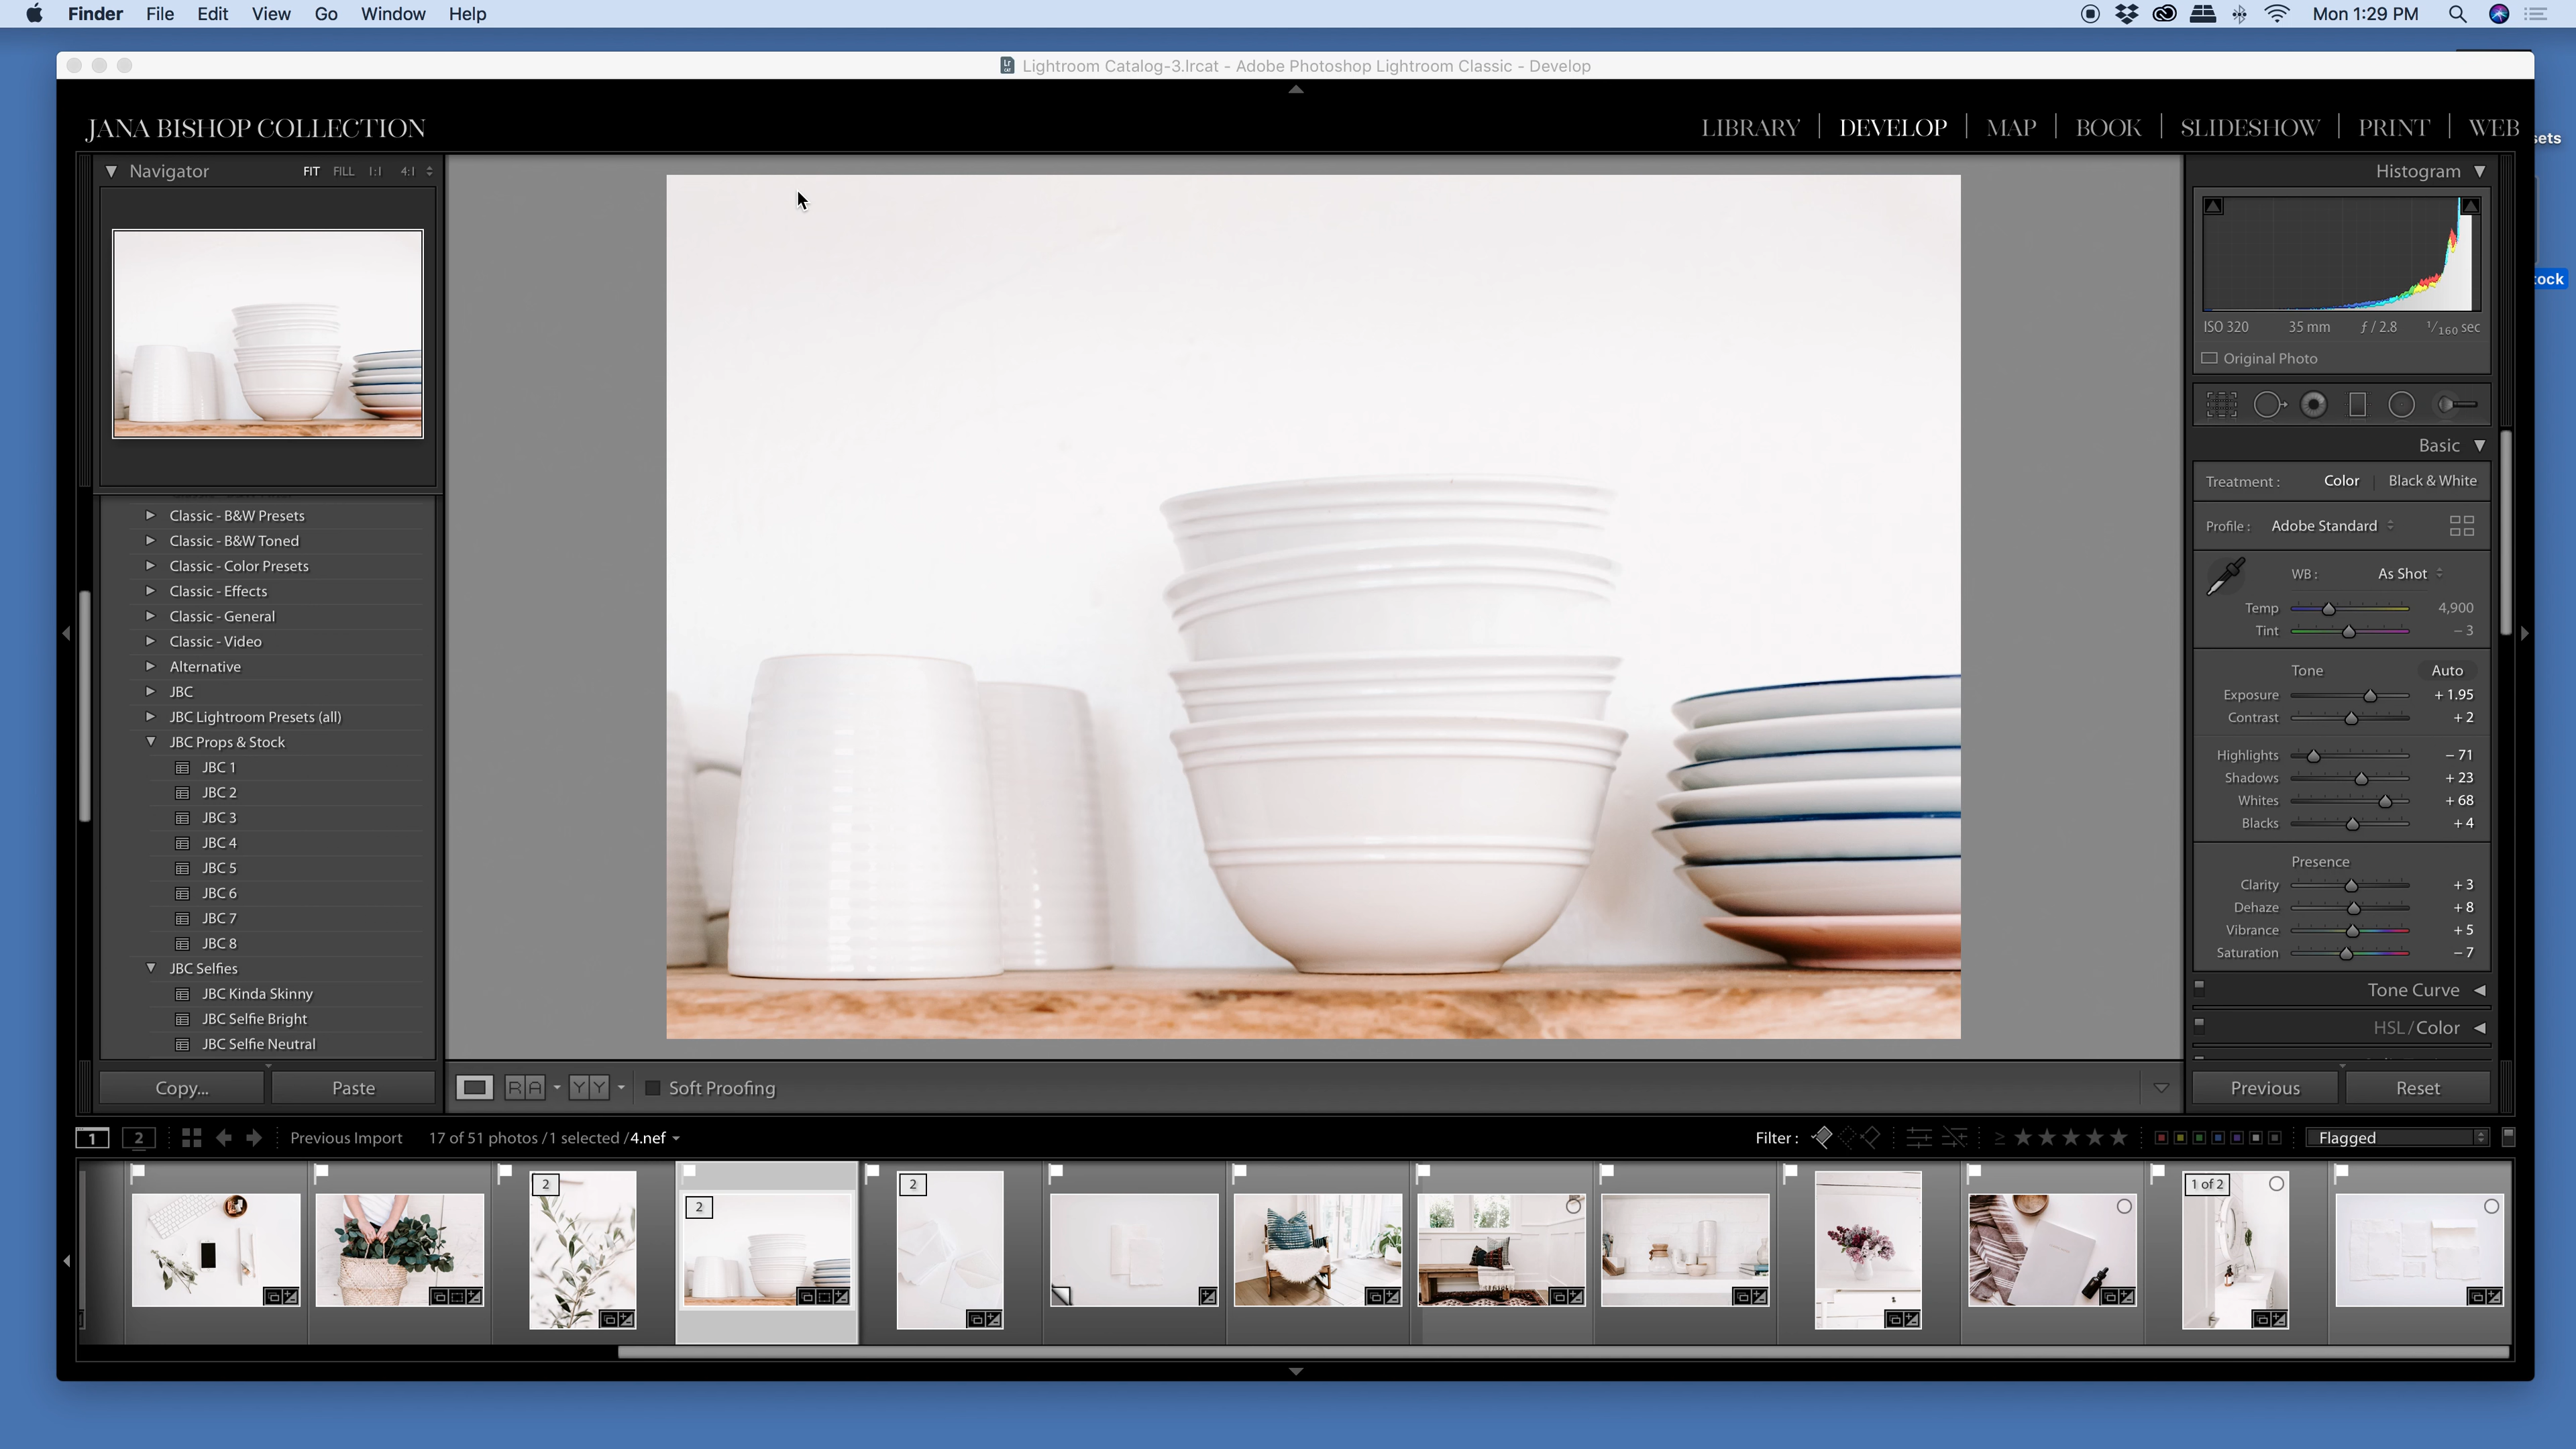 Finder File Edit View Go Window Help
Mon 1:29 PM
Lightroom Catalog-3.lrcat - Adobe Photoshop Lightroom Classic - Develop
JANA BISHOP COLLECTION
LIBRARY | DEVELOP | MAP | BOOK | SLIDESHOW | PRINT | WEB
sets
tock
Navigator FIT FILL 1:1 4:1
Classic - B&W Presets
Classic - B&W Toned
Classic - Color Presets
Classic - Effects
Classic - General
Classic - Video
Alternative
JBC
JBC Lightroom Presets (all)
JBC Props & Stock
JBC 1
JBC 2
JBC 3
JBC 4
JBC 5
JBC 6
JBC 7
JBC 8
JBC Selfies
JBC Kinda Skinny
JBC Selfie Bright
JBC Selfie Neutral
Copy... Paste
R A Y Y Soft Proofing
Histogram
ISO 320 35 mm ƒ / 2.8 1/160 sec
Original Photo
Basic
Treatment : Color Black & White
Profile : Adobe Standard
WB : As Shot
Temp 4,900
Tint − 3
Tone Auto
Exposure + 1.95
Contrast + 2
Highlights − 71
Shadows + 23
Whites + 68
Blacks + 4
Presence
Clarity + 3
Dehaze + 8
Vibrance + 5
Saturation − 7
Tone Curve
HSL / Color
Previous Reset
1 2 Previous Import 17 of 51 photos / 1 selected / 4.nef
Filter : ≥ Flagged
2 2 2 1 of 2